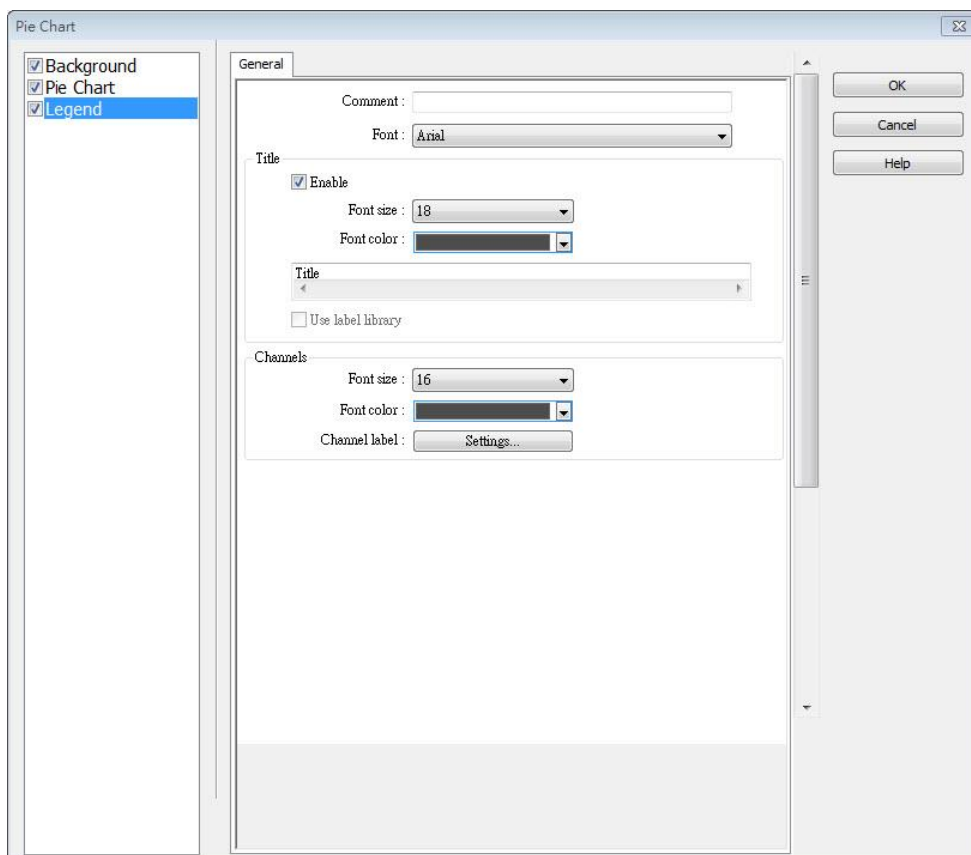 Pie Chart
Background
Pie Chart
Legend
General
Comment :
Font : Arial
Title
Enable
Font size : 18
Font color :
Title
Use label library
Channels
Font size : 16
Font color :
Channel label : Settings...
OK
Cancel
Help